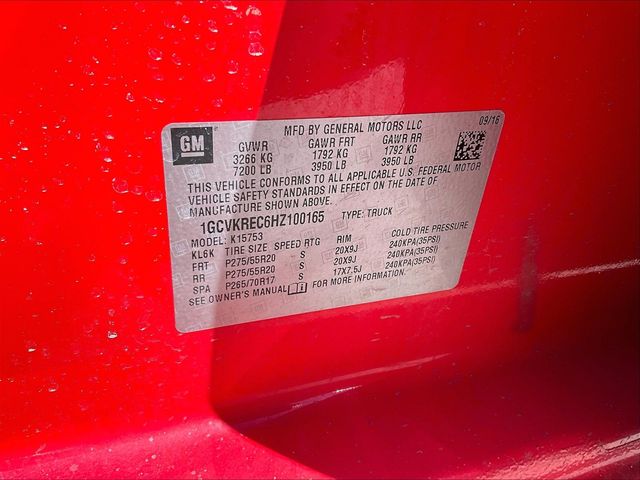 GM
MFD BY GENERAL MOTORS LLC 09/16
GVWR GAWR FRT GAWR RR
3266 KG 1792 KG 1792 KG
7200 LB 3950 LB 3950 LB
THIS VEHICLE CONFORMS TO ALL APPLICABLE U.S. FEDERAL MOTOR
VEHICLE SAFETY STANDARDS IN EFFECT ON THE DATE OF
MANUFACTURE SHOWN ABOVE.
1GCVKREC6HZ100165 TYPE: TRUCK
MODEL: K15753
KL6K TIRE SIZE SPEED RTG RIM COLD TIRE PRESSURE
FRT P275/55R20 S 20X9J 240KPA(35PSI)
RR P275/55R20 S 20X9J 240KPA(35PSI)
SPA P265/70R17 S 17X7.5J 240KPA(35PSI)
SEE OWNER'S MANUAL FOR MORE INFORMATION.